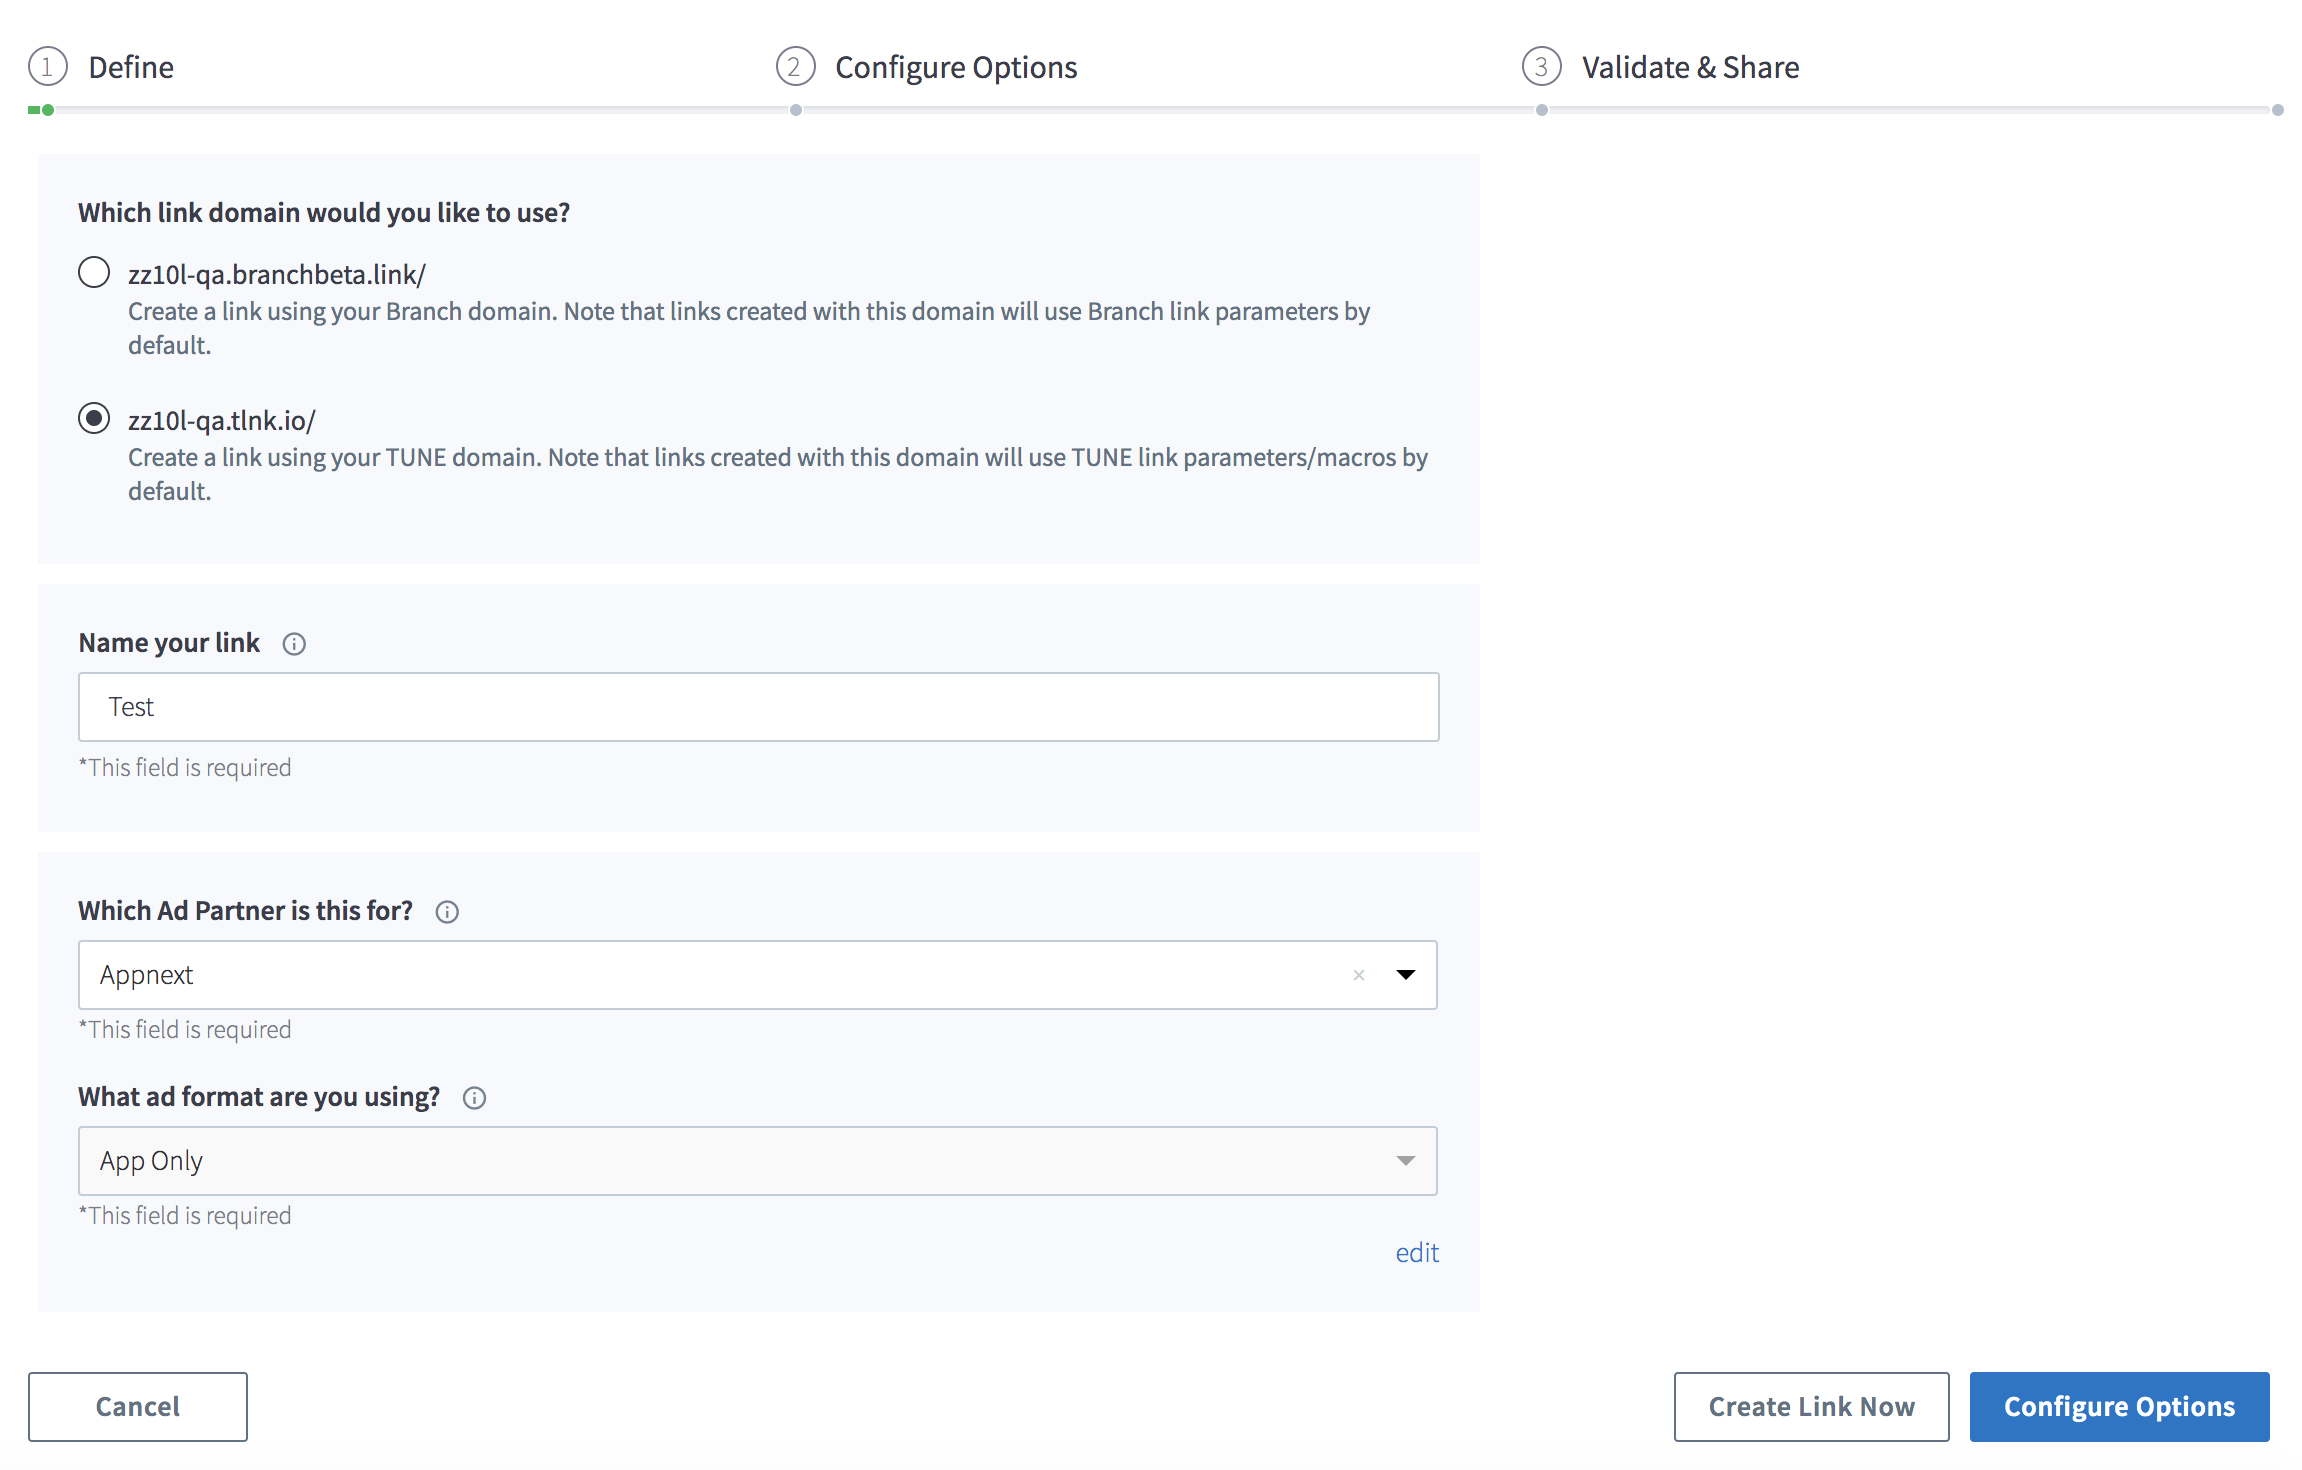 1 Define
2 Configure Options
3 Validate & Share
Which link domain would you like to use?
zz10l-qa.branchbeta.link/
Create a link using your Branch domain. Note that links created with this domain will use Branch link parameters by
default.
zz10l-qa.tlnk.io/
Create a link using your TUNE domain. Note that links created with this domain will use TUNE link parameters/macros by
default.
Name your link
Test
*This field is required
Which Ad Partner is this for?
Appnext
*This field is required
What ad format are you using?
App Only
*This field is required
edit
Cancel
Create Link Now
Configure Options